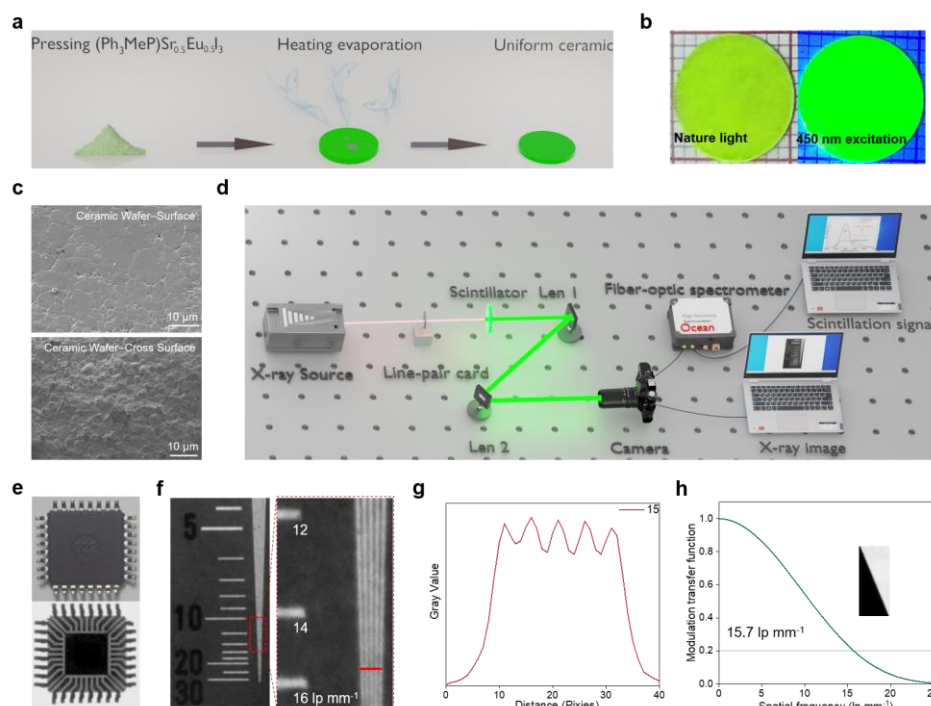 a
Pressing (Ph₃MeP)Sr₀.₅Eu₀.₅I₃
Heating evaporation
Uniform ceramic
b
Nature light
450 nm excitation
c
Ceramic Wafer–Surface
10 μm
Ceramic Wafer–Cross Surface
10 μm
d
Scintillator
Len 1
Fiber-optic spectrometer
Ocean
Scintillation signal
X-ray Source
Line-pair card
Len 2
Camera
X-ray image
e
f
5
10
20
30
12
14
16 lp mm⁻¹
g
15
Gray Value
0
10
20
30
40
Distance (Pixies)
h
Modulation transfer function
1.0
0.8
0.6
0.4
0.2
0.0
15.7 lp mm⁻¹
0
5
10
15
20
25
Spatial frequency (lp mm⁻¹)